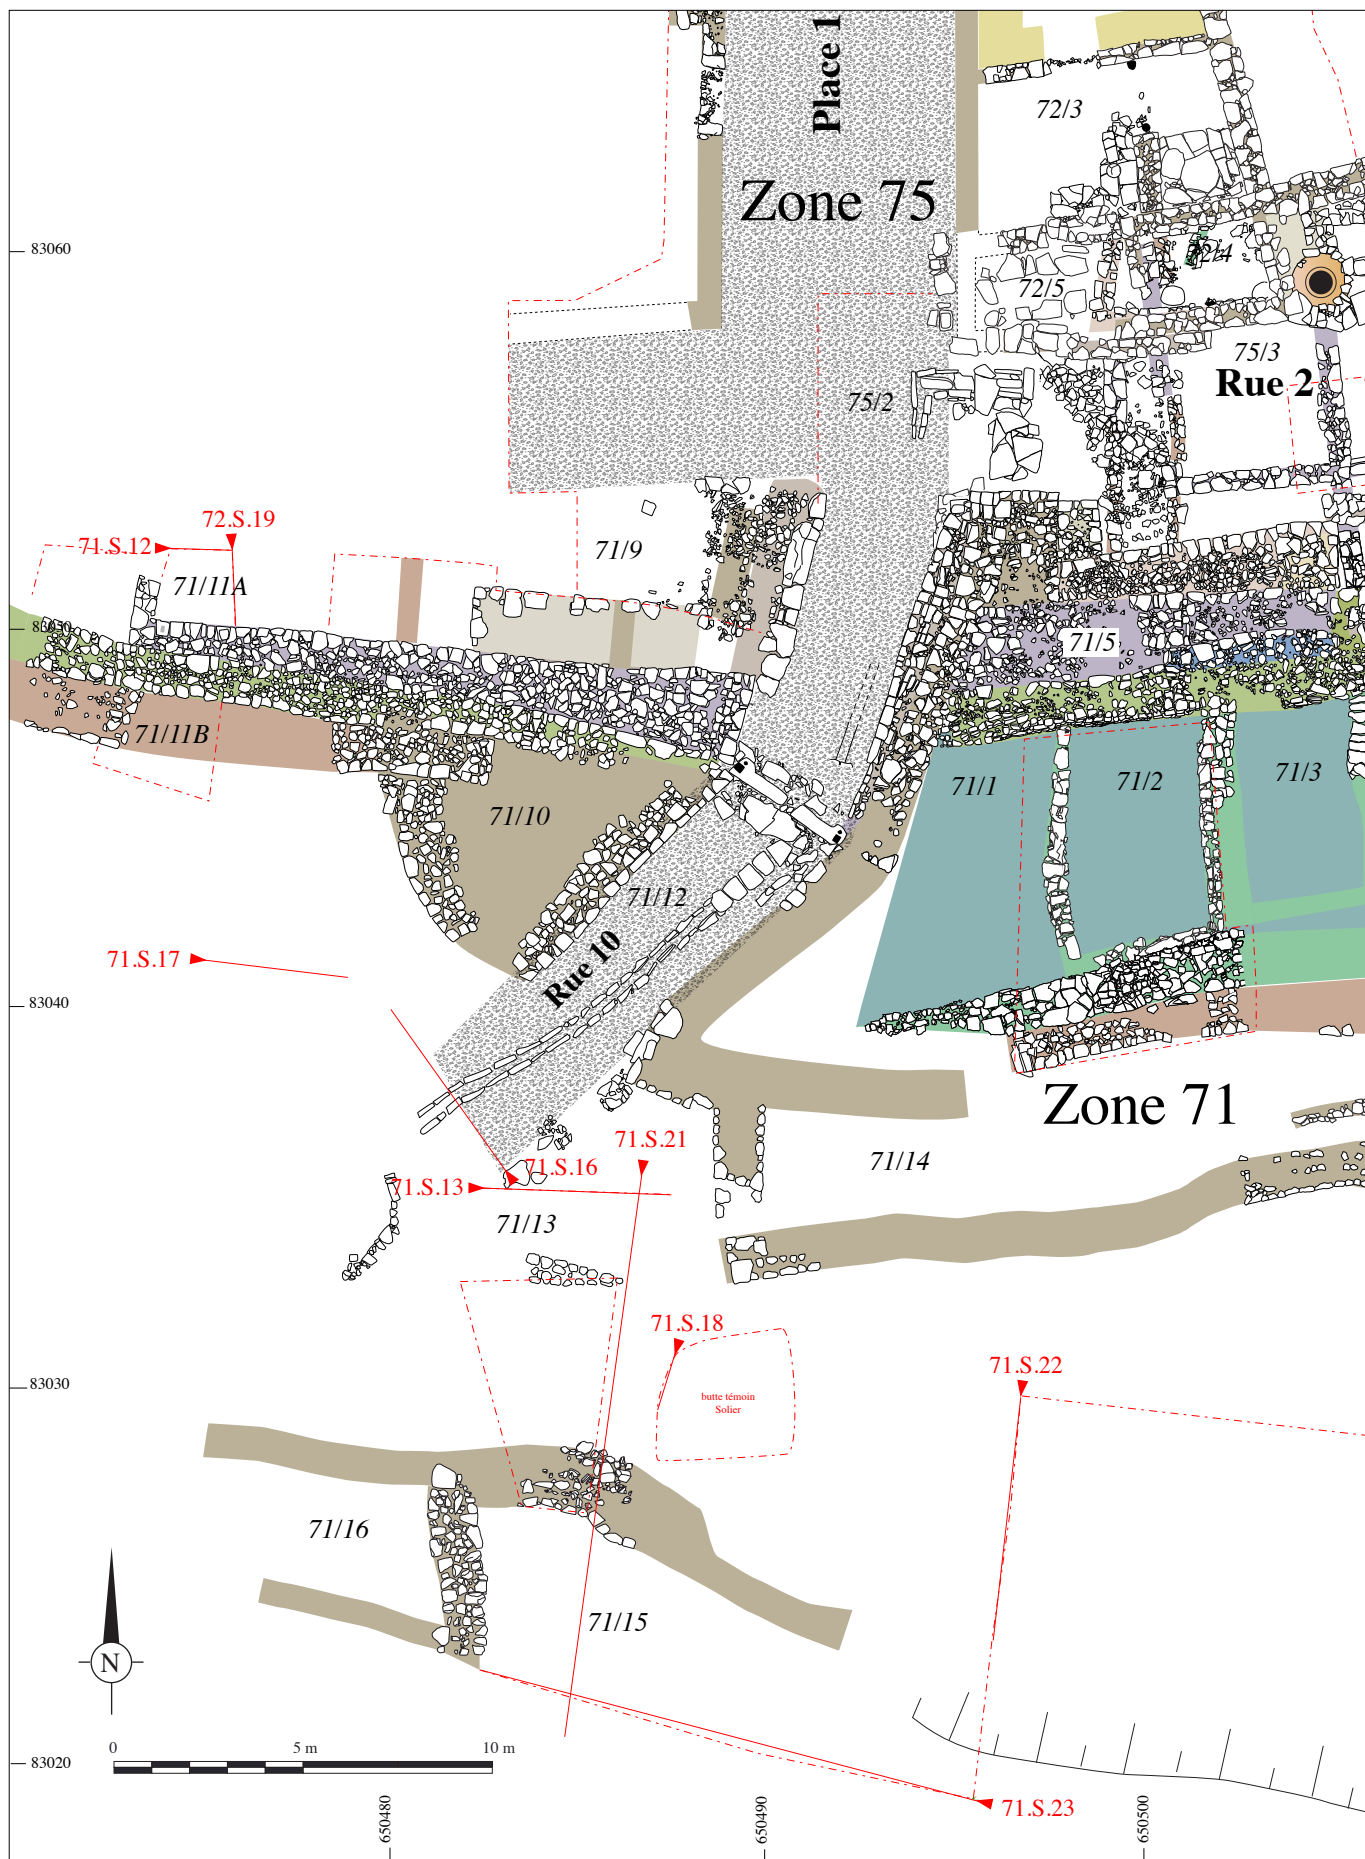 Place 1
72/3
Zone 75
83060
72/4
72/5
75/3
Rue 2
75/2
72.S.19
71.S.12
71/9
71/11A
83050
71/5
71/11B
71/1
71/2
71/3
71/10
71/12
Rue 10
71.S.17
83040
Zone 71
71.S.21
71.S.16
71/14
71.S.13
71/13
71.S.18
71.S.22
83030
butte témoin
Solier
71/16
71/15
N
0 5 m 10 m
83020
71.S.23
650480
650490
650500